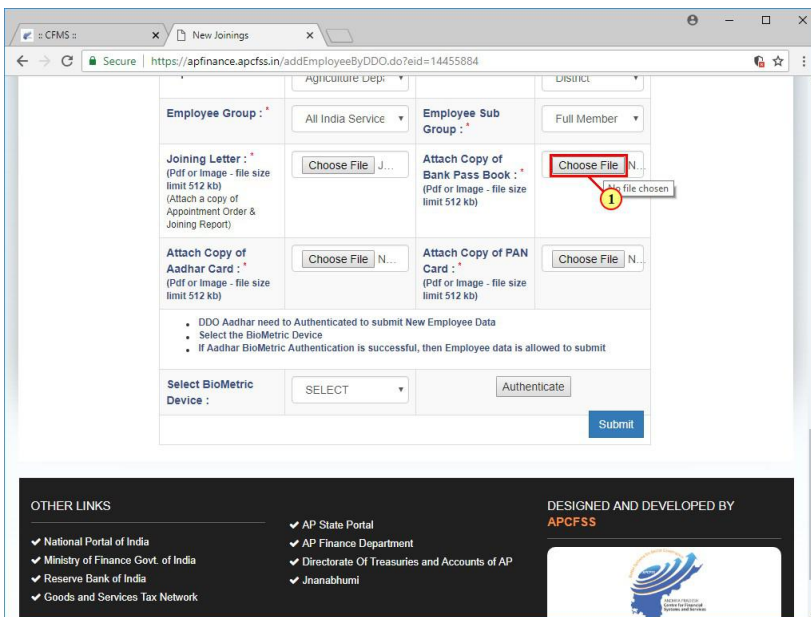 :: CFMS ::
New Joinings
Secure | https://apfinance.apcfss.in/addEmployeeByDDO.do?eid=14455884
Agriculture Depa
District
Employee Group : *
All India Service
Employee Sub
Group : *
Full Member
Joining Letter : *
(Pdf or Image - file size
limit 512 kb)
(Attach a copy of
Appointment Order &
Joining Report)
Choose File J...
Attach Copy of
Bank Pass Book : *
(Pdf or Image - file size
limit 512 kb)
Choose File N...
No file chosen
1
Attach Copy of
Aadhar Card : *
(Pdf or Image - file size
limit 512 kb)
Choose File N...
Attach Copy of PAN
Card : *
(Pdf or Image - file size
limit 512 kb)
Choose File N...
DDO Aadhar need to Authenticated to submit New Employee Data
Select the BioMetric Device
If Aadhar BioMetric Authentication is successful, then Employee data is allowed to submit
Select BioMetric
Device :
SELECT
Authenticate
Submit
OTHER LINKS
National Portal of India
Ministry of Finance Govt. of India
Reserve Bank of India
Goods and Services Tax Network
AP State Portal
AP Finance Department
Directorate Of Treasuries and Accounts of AP
Jnanabhumi
DESIGNED AND DEVELOPED BY
APCFSS
Centre for Financial
Systems and Services